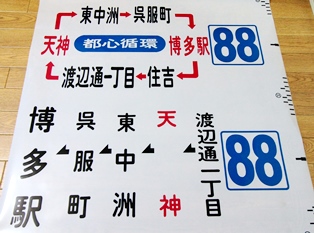 東中洲→呉服町
天神 都心循環 博多駅 88
渡辺通一丁目←住吉
博多駅 呉服町 東中洲 天神 渡辺通一丁目 88